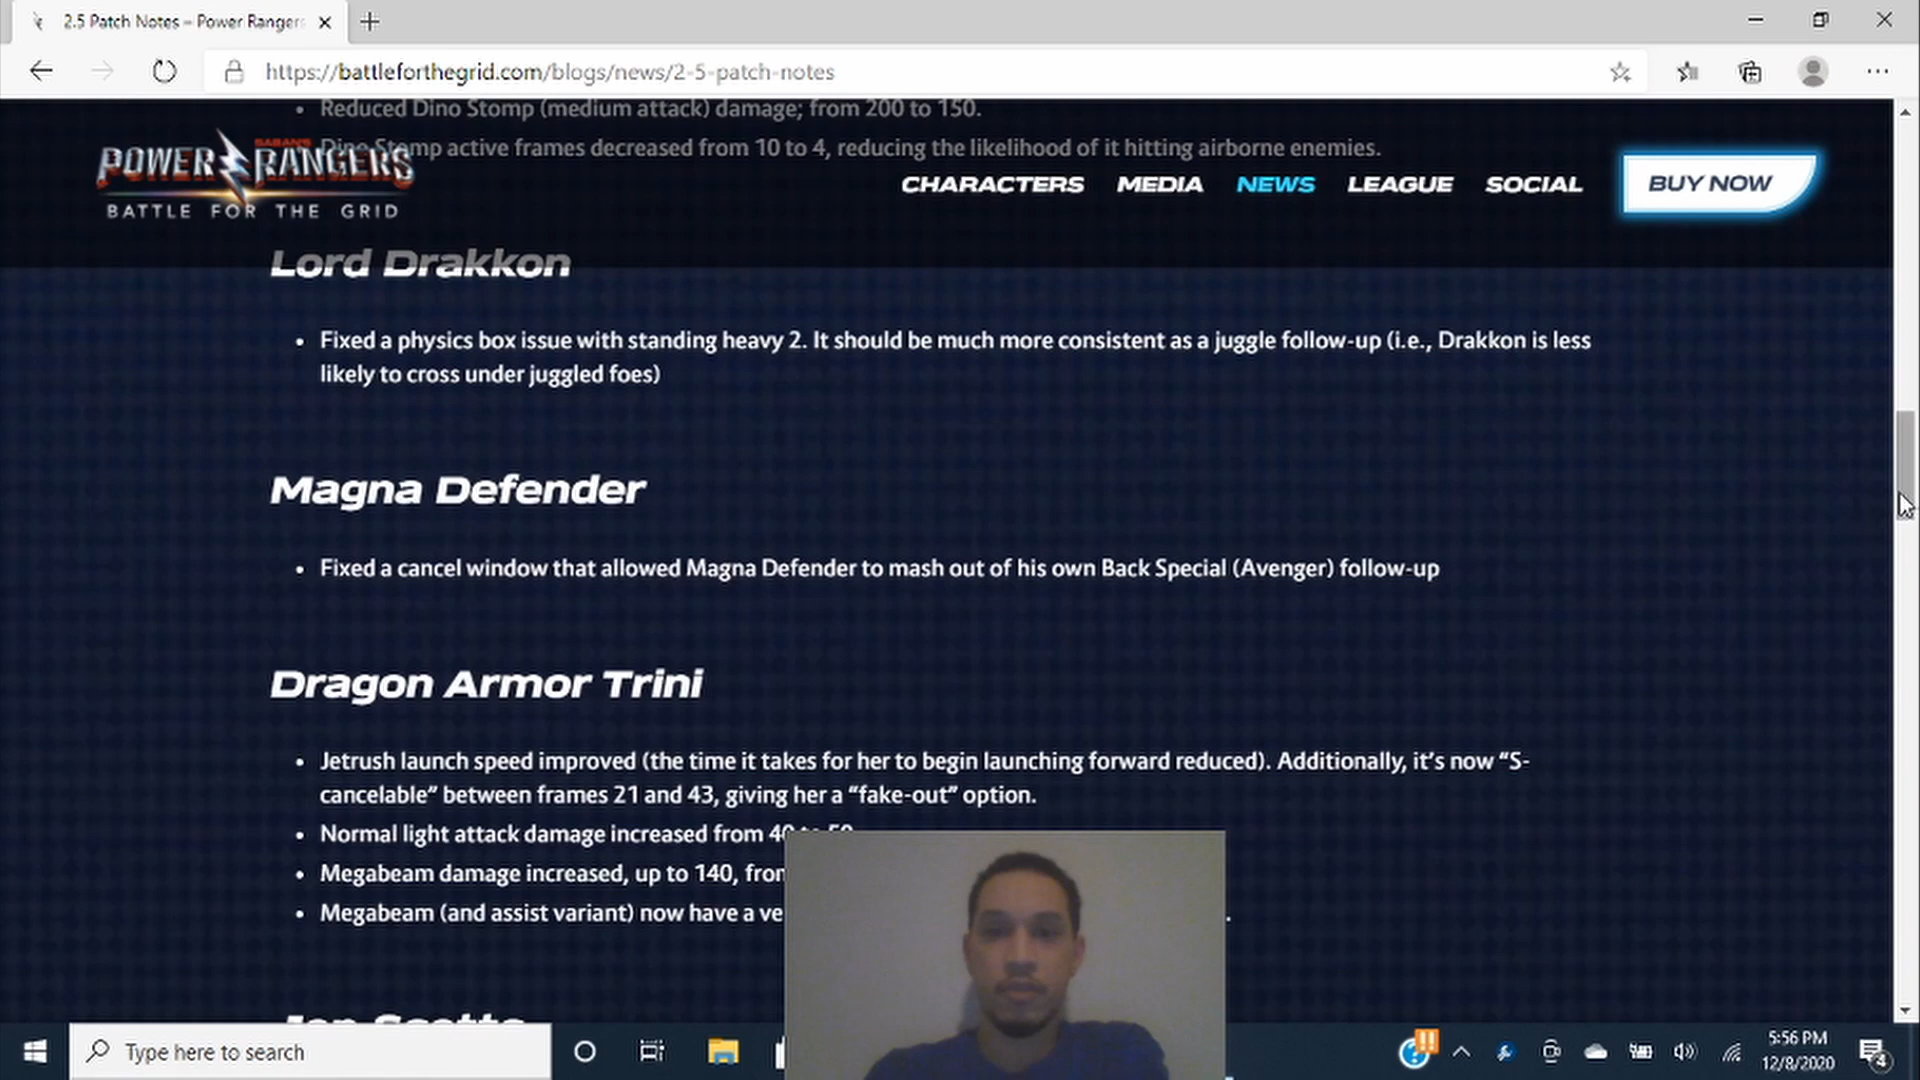 2.5 Patch Notes – Power Rangers
https://battleforthegrid.com/blogs/news/2-5-patch-notes
• Reduced Dino Stomp (medium attack) damage; from 200 to 150.
Dino Stomp active frames decreased from 10 to 4, reducing the likelihood of it hitting airborne enemies.
SABAN'S
POWER RANGERS
BATTLE FOR THE GRID
CHARACTERS MEDIA NEWS LEAGUE SOCIAL BUY NOW
Lord Drakkon
• Fixed a physics box issue with standing heavy 2. It should be much more consistent as a juggle follow-up (i.e., Drakkon is less
likely to cross under juggled foes)
Magna Defender
• Fixed a cancel window that allowed Magna Defender to mash out of his own Back Special (Avenger) follow-up
Dragon Armor Trini
• Jetrush launch speed improved (the time it takes for her to begin launching forward reduced). Additionally, it's now “S-
cancelable” between frames 21 and 43, giving her a “fake-out” option.
• Normal light attack damage increased from 40 to 50
• Megabeam damage increased, up to 140,
• Megabeam (and assist variant) now have a
Type here to search
5:56 PM
12/8/2020
4